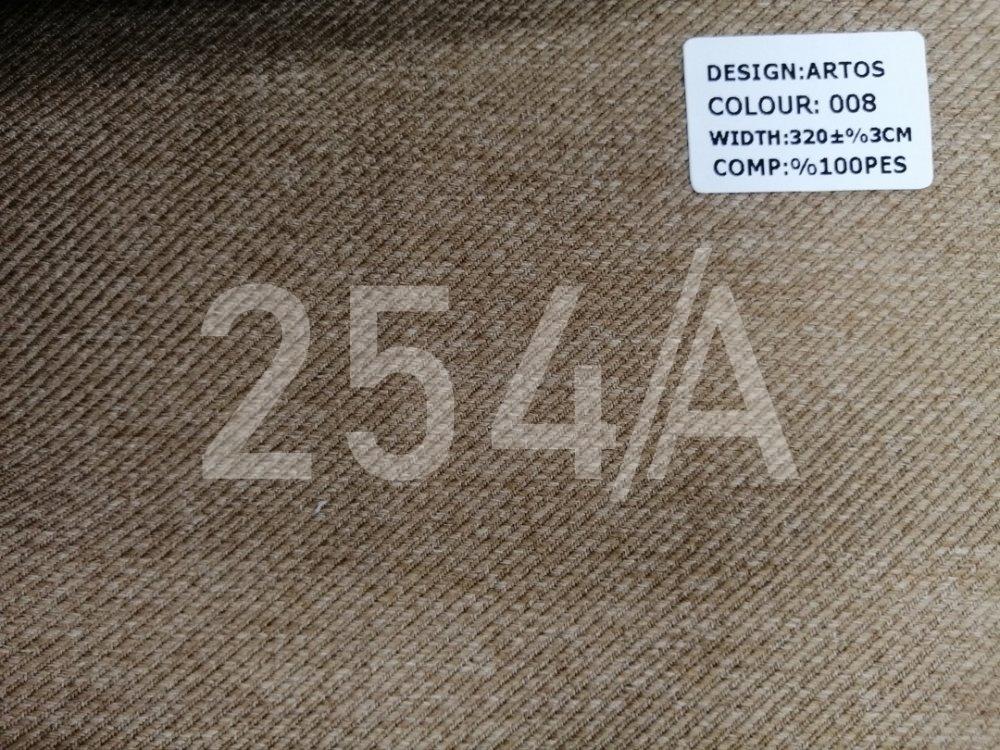 DESIGN:ARTOS
COLOUR: 008
WIDTH:320±%3CM
COMP:%100PES
254/A